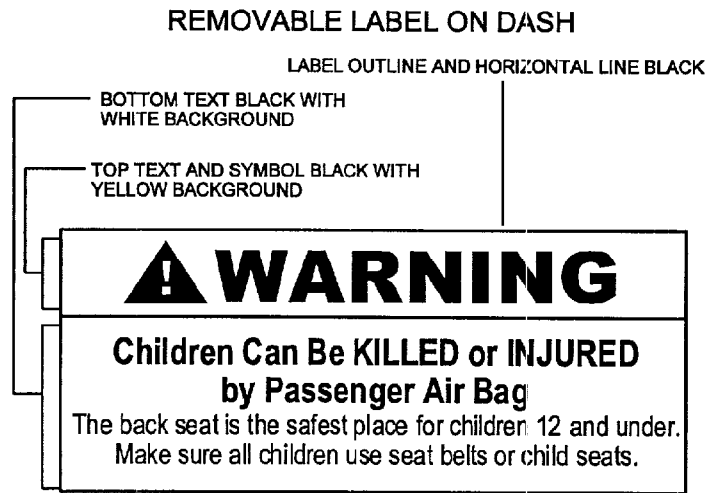 REMOVABLE LABEL ON DASH
LABEL OUTLINE AND HORIZONTAL LINE BLACK
BOTTOM TEXT BLACK WITH
WHITE BACKGROUND
TOP TEXT AND SYMBOL BLACK WITH
YELLOW BACKGROUND
WARNING
Children Can Be KILLED or INJURED
by Passenger Air Bag
The back seat is the safest place for children 12 and under.
Make sure all children use seat belts or child seats.